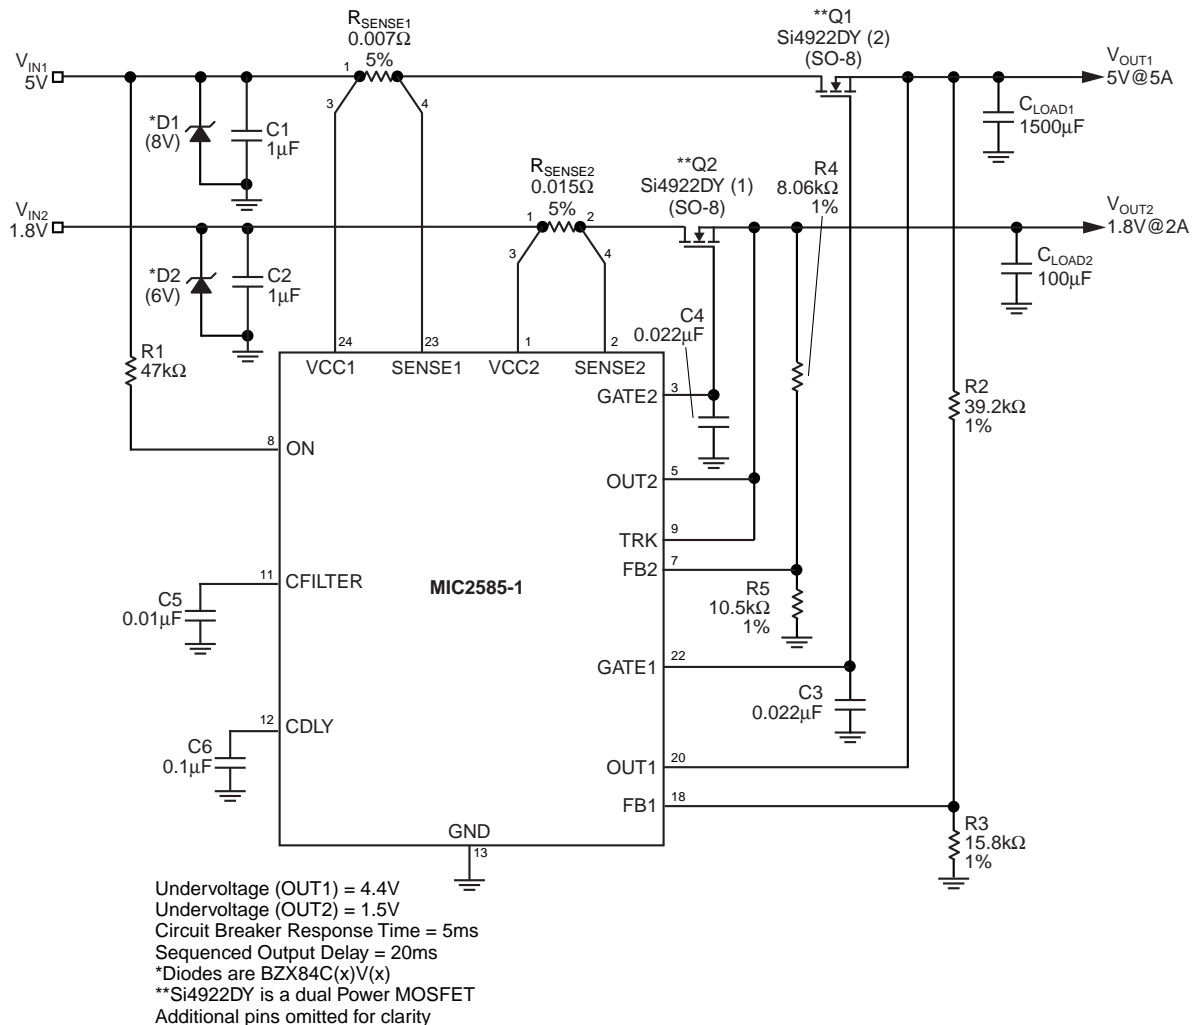 R_SENSE1
0.007Ω
5%
**Q1
Si4922DY (2)
(SO-8)
V_IN1
5V
1
3
4
V_OUT1
5V@5A
*D1
(8V)
C1
1µF
C_LOAD1
1500µF
R_SENSE2
0.015Ω
5%
**Q2
Si4922DY (1)
(SO-8)
R4
8.06kΩ
1%
V_IN2
1.8V
1
2
3
4
V_OUT2
1.8V@2A
*D2
(6V)
C2
1µF
C_LOAD2
100µF
C4
0.022µF
R1
47kΩ
24
23
1
2
VCC1
SENSE1
VCC2
SENSE2
GATE2
3
R2
39.2kΩ
1%
8
ON
OUT2
5
TRK
9
FB2
7
11
CFILTER
MIC2585-1
C5
0.01µF
R5
10.5kΩ
1%
GATE1
22
C3
0.022µF
12
CDLY
C6
0.1µF
OUT1
20
FB1
18
R3
15.8kΩ
1%
GND
13
Undervoltage (OUT1) = 4.4V
Undervoltage (OUT2) = 1.5V
Circuit Breaker Response Time = 5ms
Sequenced Output Delay = 20ms
*Diodes are BZX84C(x)V(x)
**Si4922DY is a dual Power MOSFET
Additional pins omitted for clarity